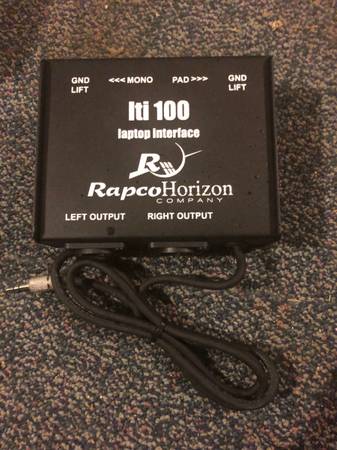 GND LIFT <<<MONO PAD>>> GND LIFT
lti 100
laptop Interface
R
RapcoHorizon
COMPANY
LEFT OUTPUT RIGHT OUTPUT